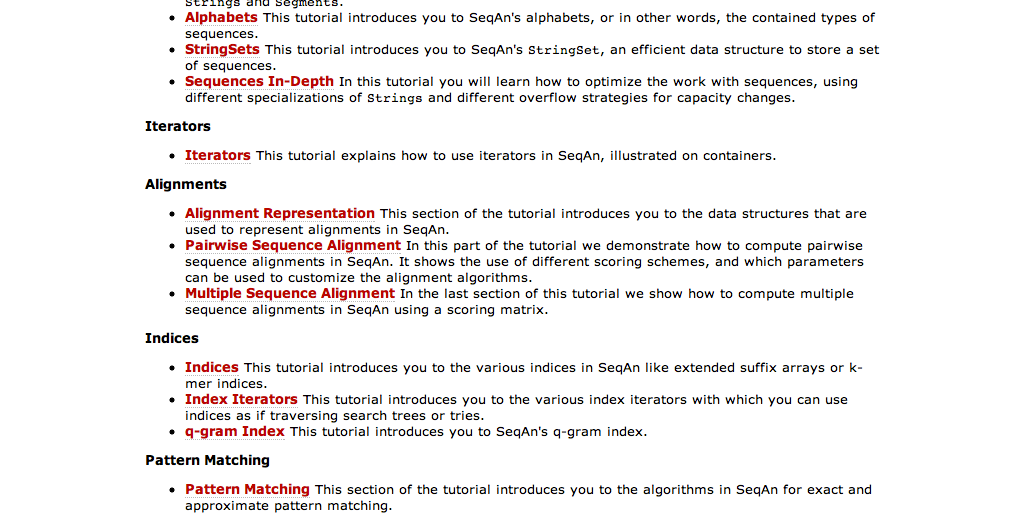 Strings and Segments.
Alphabets This tutorial introduces you to SeqAn's alphabets, or in other words, the contained types of
sequences.
StringSets This tutorial introduces you to SeqAn's StringSet, an efficient data structure to store a set
of sequences.
Sequences In-Depth In this tutorial you will learn how to optimize the work with sequences, using
different specializations of Strings and different overflow strategies for capacity changes.
Iterators
Iterators This tutorial explains how to use iterators in SeqAn, illustrated on containers.
Alignments
Alignment Representation This section of the tutorial introduces you to the data structures that are
used to represent alignments in SeqAn.
Pairwise Sequence Alignment In this part of the tutorial we demonstrate how to compute pairwise
sequence alignments in SeqAn. It shows the use of different scoring schemes, and which parameters
can be used to customize the alignment algorithms.
Multiple Sequence Alignment In the last section of this tutorial we show how to compute multiple
sequence alignments in SeqAn using a scoring matrix.
Indices
Indices This tutorial introduces you to the various indices in SeqAn like extended suffix arrays or k-
mer indices.
Index Iterators This tutorial introduces you to the various index iterators with which you can use
indices as if traversing search trees or tries.
q-gram Index This tutorial introduces you to SeqAn's q-gram index.
Pattern Matching
Pattern Matching This section of the tutorial introduces you to the algorithms in SeqAn for exact and
approximate pattern matching.